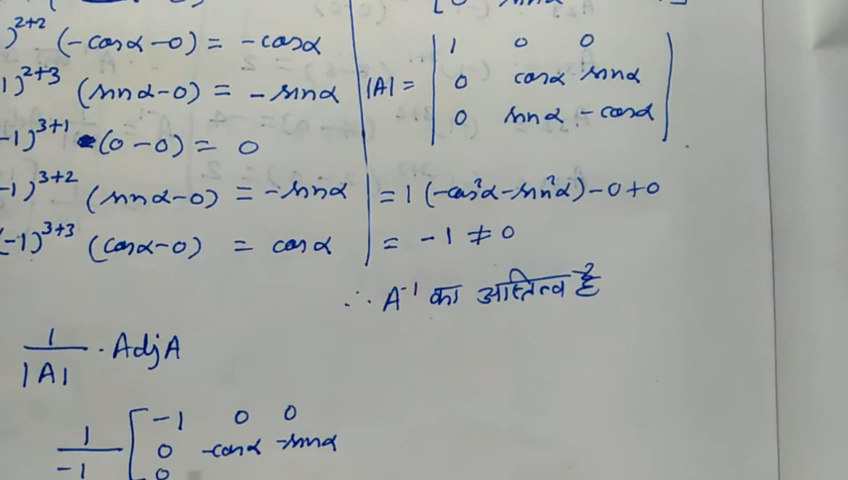 )²⁺² (-cosα-0) = -cosα
1)²⁺³ (sinα-0) = -sinα
-1)³⁺¹ (0-0) = 0
-1)³⁺² (sinα-0) = -sinα
(-1)³⁺³ (cosα-0) = cosα
1 0 0
|A| = 0 cosα sinα
0 sinα -cosα
= 1(-cos²α-sin²α)-0+0
= -1 ≠ 0
∴ A⁻¹ का अस्तित्व है
1/|A| . AdjA
1/-1 [ -1 0 0
0 -cosα -sinα
0